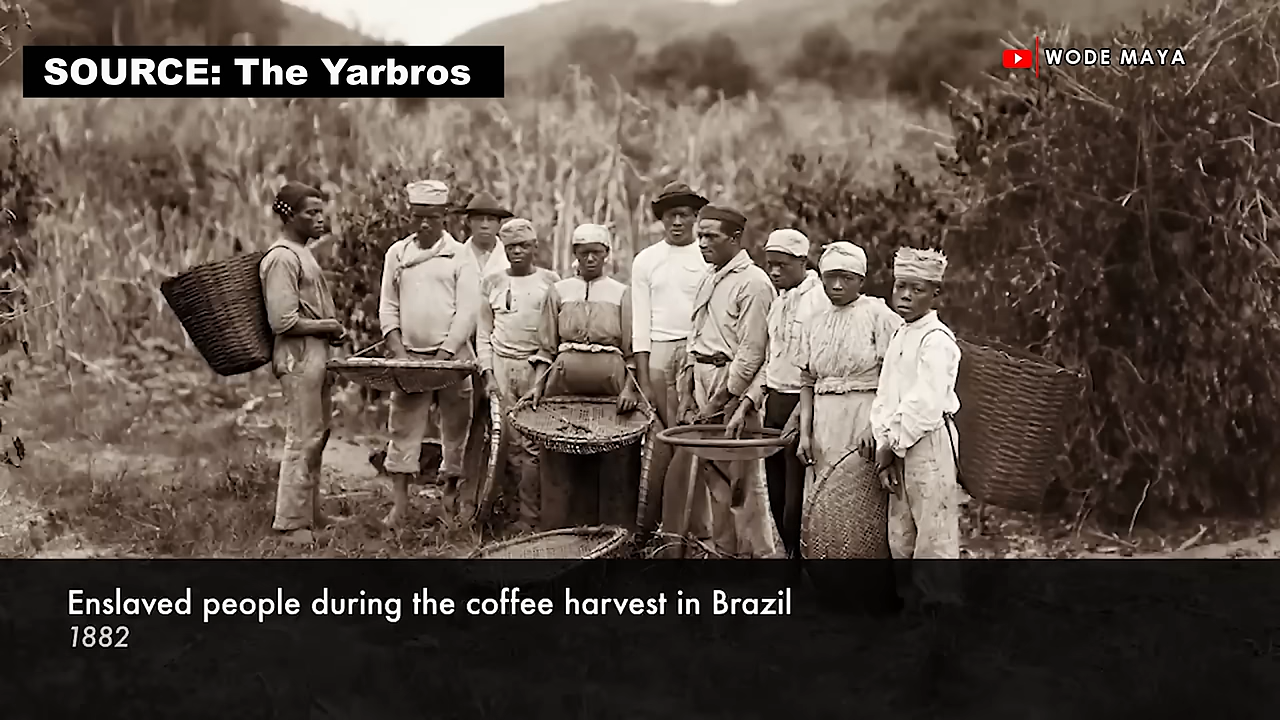 SOURCE: The Yarbros
WODE MAYA
Enslaved people during the coffee harvest in Brazil
1882